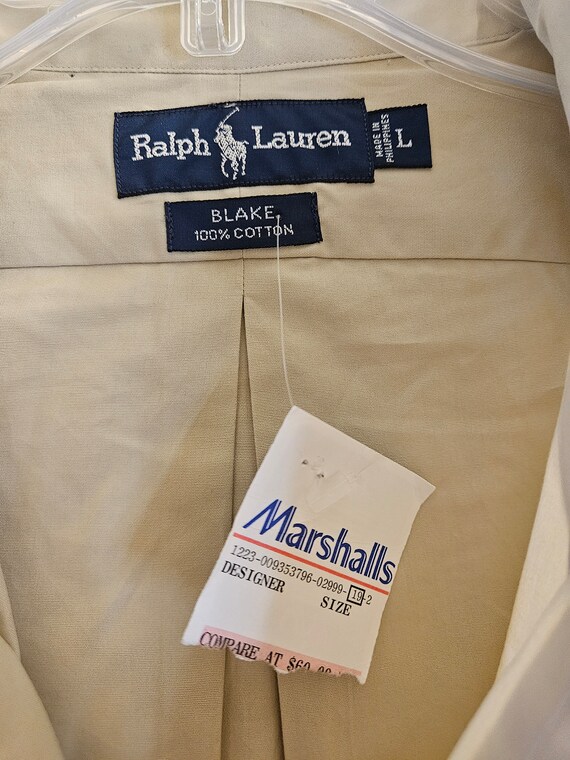 Ralph Lauren
MADE IN
PHILIPPINES
L
BLAKE
100% COTTON
Marshalls
1223-009353796-02999-19-2
DESIGNER
SIZE
COMPARE AT $60.00